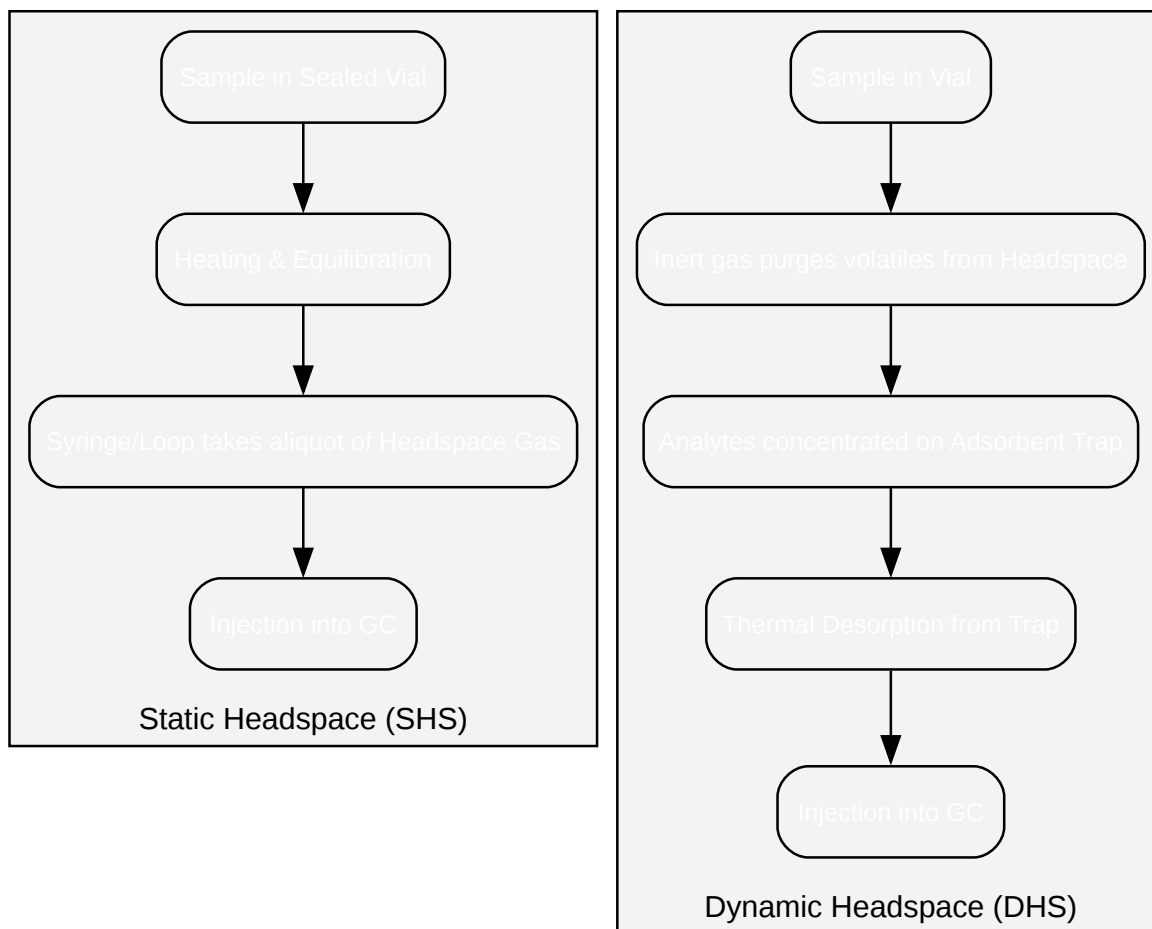 Sample in Sealed Vial
Heating & Equilibration
Syringe/Loop takes aliquot of Headspace Gas
Injection into GC
Static Headspace (SHS)
Sample in Vial
Inert gas purges volatiles from Headspace
Analytes concentrated on Adsorbent Trap
Thermal Desorption from Trap
Injection into GC
Dynamic Headspace (DHS)